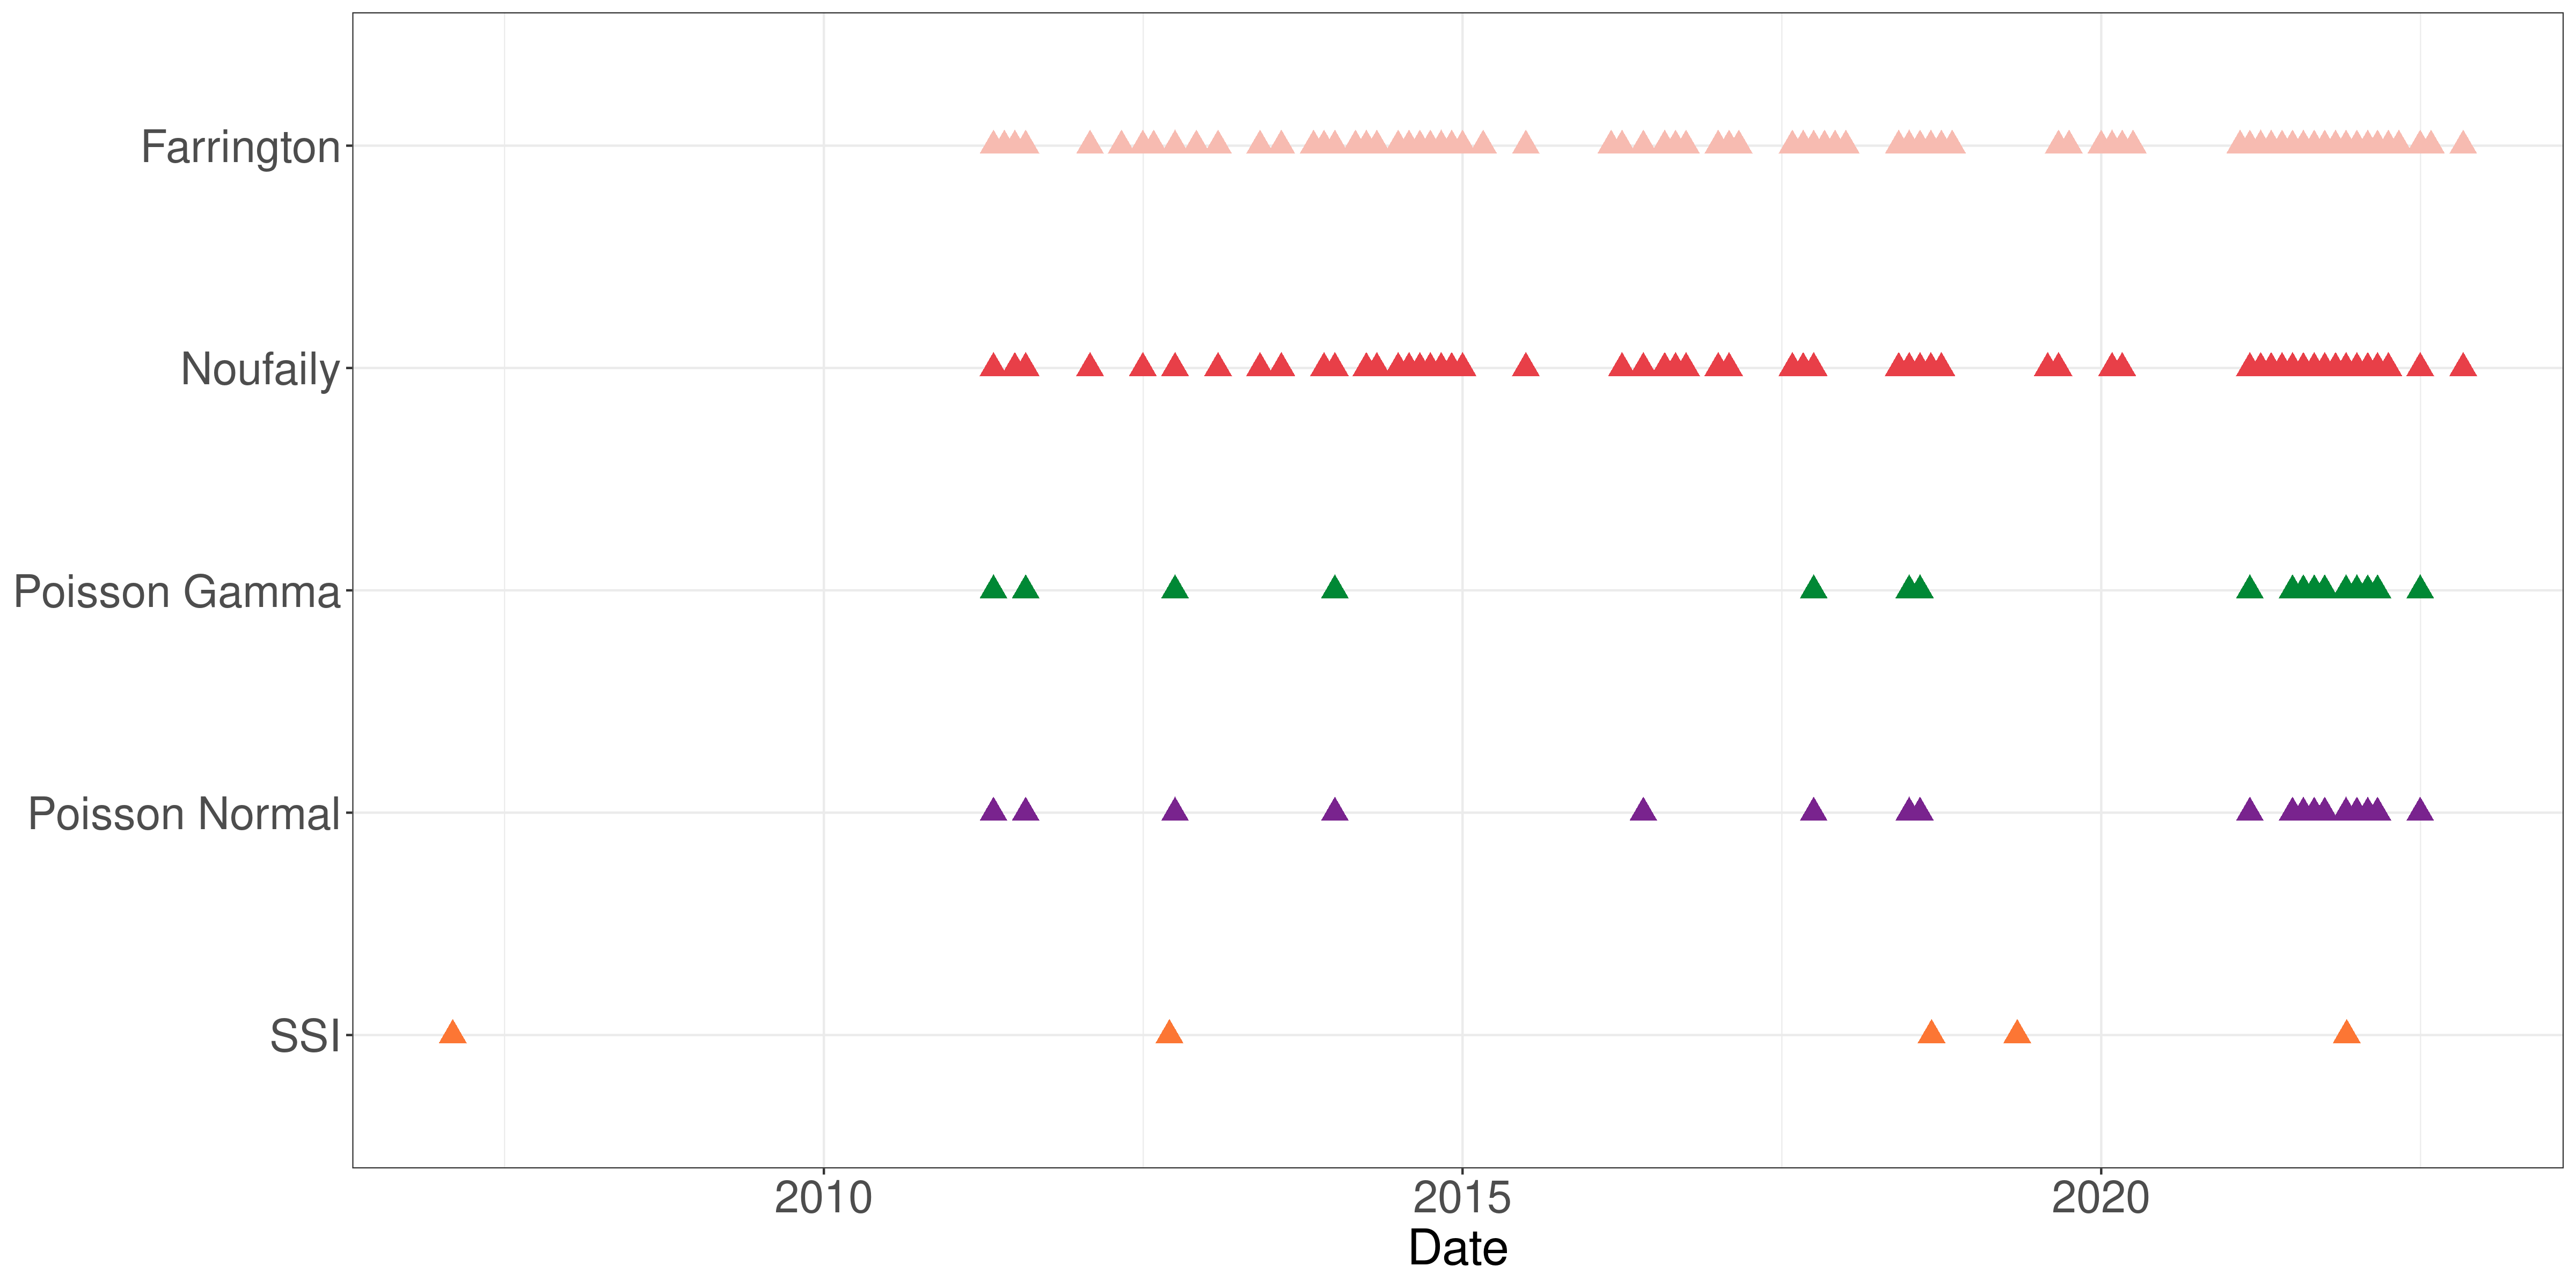 Farrington
Noufaily
Poisson Gamma
Poisson Normal
SSI
2010 2015 2020
Date